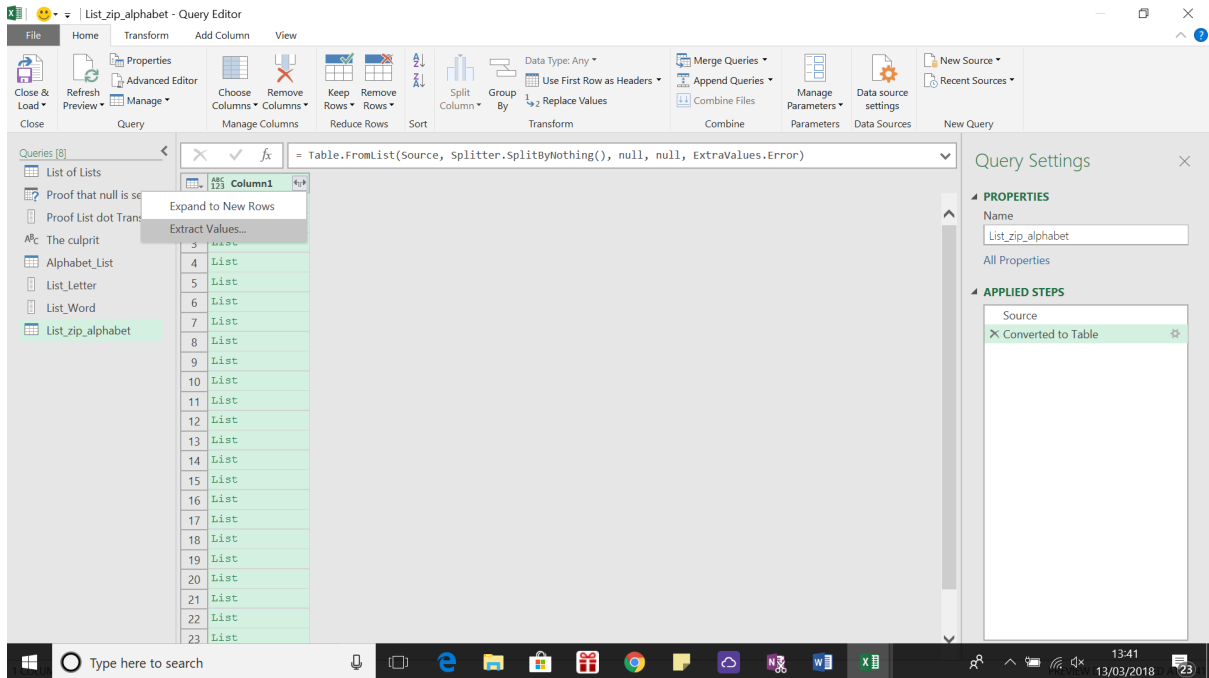 List_zip_alphabet - Query Editor
File Home Transform Add Column View
Close & Load
Refresh Preview
Properties
Advanced Editor
Manage
Choose Columns
Remove Columns
Keep Rows
Remove Rows
Split Column
Group By
Data Type: Any
Use First Row as Headers
Replace Values
Merge Queries
Append Queries
Combine Files
Manage Parameters
Data source settings
New Source
Recent Sources
Close Query Manage Columns Reduce Rows Sort Transform Combine Parameters Data Sources New Query
Queries [8]
List of Lists
Proof that null is se
Proof List dot Trans
ABC The culprit
Alphabet_List
List_Letter
List_Word
List_zip_alphabet
fx = Table.FromList(Source, Splitter.SplitByNothing(), null, null, ExtraValues.Error)
ABC 123 Column1
Expand to New Rows
Extract Values...
3 List
4 List
5 List
6 List
7 List
8 List
9 List
10 List
11 List
12 List
13 List
14 List
15 List
16 List
17 List
18 List
19 List
20 List
21 List
22 List
23 List
Query Settings
PROPERTIES
Name
List_zip_alphabet
All Properties
APPLIED STEPS
Source
Converted to Table
Type here to search
13:41
13/03/2018
23